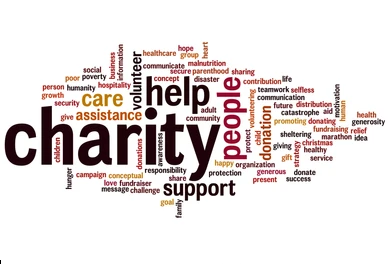 hope
healthcare
group
heart
business
information
social
communicate
malnutrition
poor
poverty
secure
parenthood
sharing
person
humanity
hospitality
concept
disaster
contribution
life
growth
volunteer
help
teamwork
selfless
security
care
people
communication
motivation
human
give
assistance
adult
community
donation
volunteering
future
distribution
catastrophe
aid
health
promoting
donating
generosity
charity
protect
child
fundraising
relief
sheltering
marathon
idea
children
donations
awareness
giving
christmas
happy
organization
gift
strategy
healthy
service
hunger
campaign
conceptual
responsibility
protection
generous
donate
love
fundraiser
share
support
present
success
message
challenge
goal
family